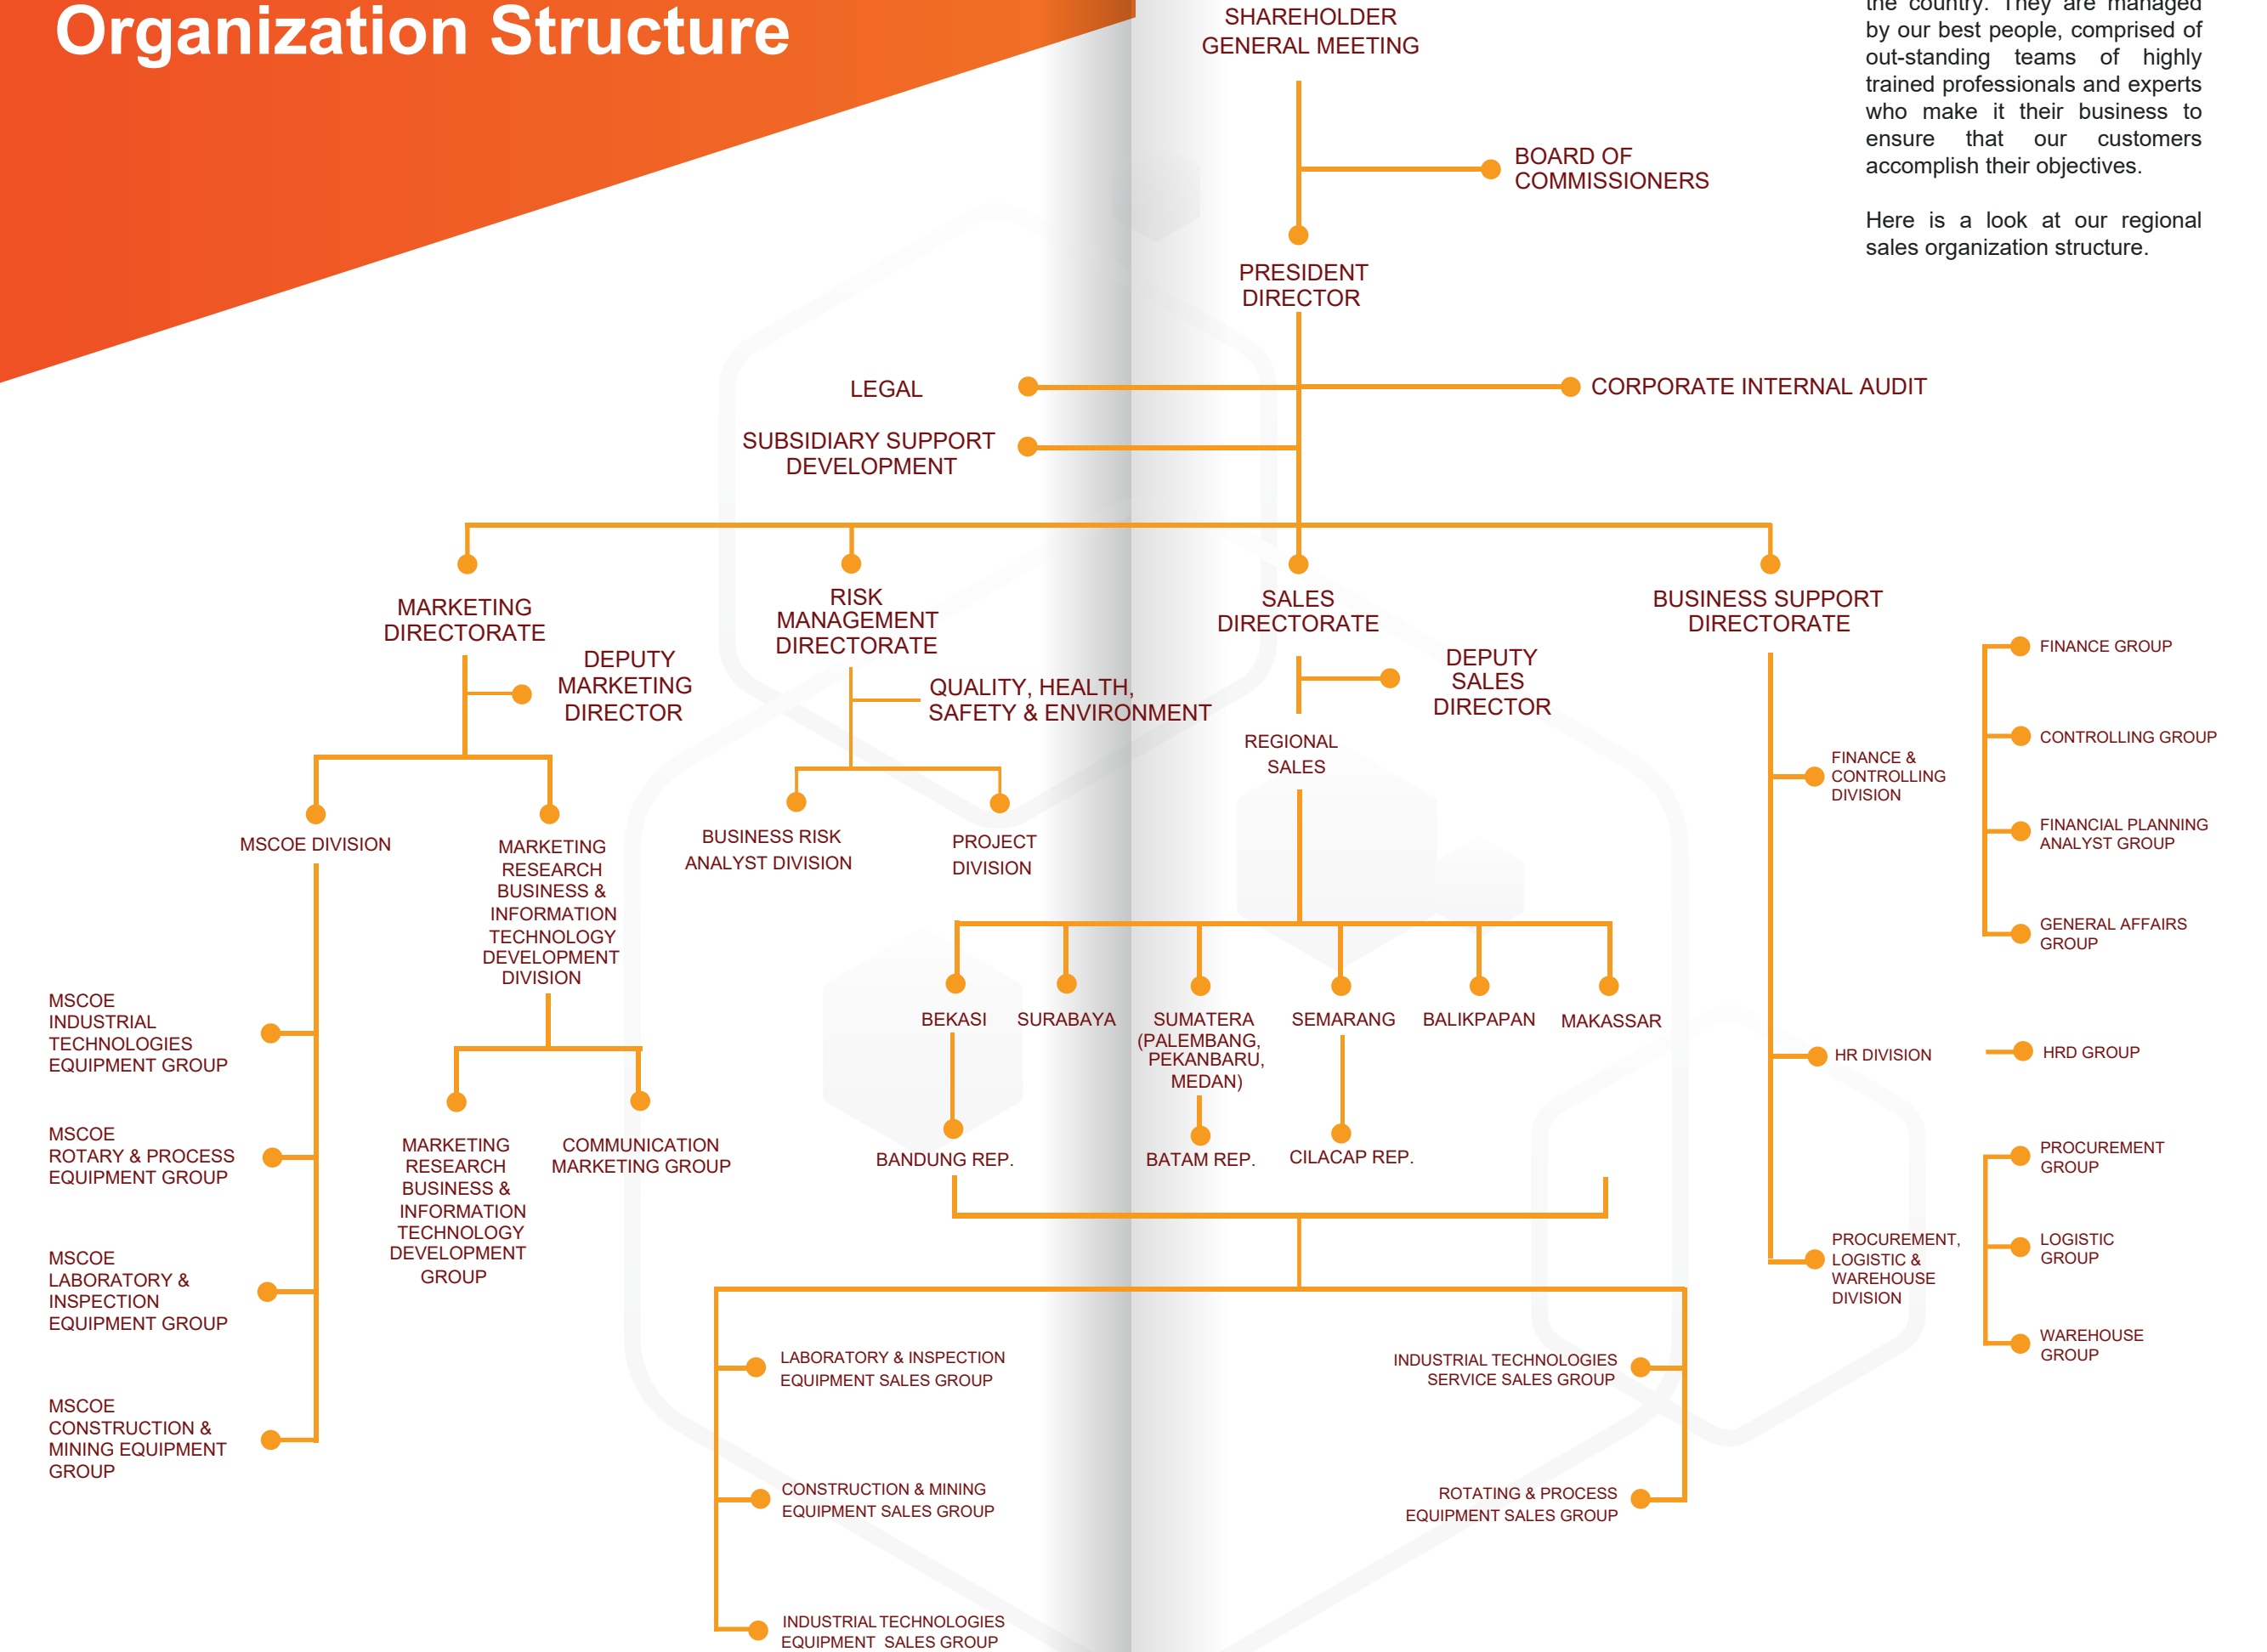 Organization Structure
the country. They are managed
by our best people, comprised of
out-standing teams of highly
trained professionals and experts
who make it their business to
ensure that our customers
accomplish their objectives.
Here is a look at our regional
sales organization structure.
SHAREHOLDER
GENERAL MEETING
BOARD OF
COMMISSIONERS
PRESIDENT
DIRECTOR
LEGAL
CORPORATE INTERNAL AUDIT
SUBSIDIARY SUPPORT
DEVELOPMENT
MARKETING
DIRECTORATE
DEPUTY
MARKETING
DIRECTOR
RISK
MANAGEMENT
DIRECTORATE
QUALITY, HEALTH,
SAFETY & ENVIRONMENT
SALES
DIRECTORATE
DEPUTY
SALES
DIRECTOR
BUSINESS SUPPORT
DIRECTORATE
MSCOE DIVISION
MARKETING
RESEARCH
BUSINESS &
INFORMATION
TECHNOLOGY
DEVELOPMENT
DIVISION
BUSINESS RISK
ANALYST DIVISION
PROJECT
DIVISION
REGIONAL
SALES
FINANCE &
CONTROLLING
DIVISION
FINANCE GROUP
CONTROLLING GROUP
FINANCIAL PLANNING
ANALYST GROUP
GENERAL AFFAIRS
GROUP
MSCOE
INDUSTRIAL
TECHNOLOGIES
EQUIPMENT GROUP
MSCOE
ROTARY & PROCESS
EQUIPMENT GROUP
MSCOE
LABORATORY &
INSPECTION
EQUIPMENT GROUP
MSCOE
CONSTRUCTION &
MINING EQUIPMENT
GROUP
MARKETING
RESEARCH
BUSINESS &
INFORMATION
TECHNOLOGY
DEVELOPMENT
GROUP
COMMUNICATION
MARKETING GROUP
BEKASI
SURABAYA
SUMATERA
(PALEMBANG,
PEKANBARU,
MEDAN)
SEMARANG
BALIKPAPAN
MAKASSAR
BANDUNG REP.
BATAM REP.
CILACAP REP.
HR DIVISION
HRD GROUP
PROCUREMENT,
LOGISTIC &
WAREHOUSE
DIVISION
PROCUREMENT
GROUP
LOGISTIC
GROUP
WAREHOUSE
GROUP
LABORATORY & INSPECTION
EQUIPMENT SALES GROUP
CONSTRUCTION & MINING
EQUIPMENT SALES GROUP
INDUSTRIAL TECHNOLOGIES
EQUIPMENT SALES GROUP
INDUSTRIAL TECHNOLOGIES
SERVICE SALES GROUP
ROTATING & PROCESS
EQUIPMENT SALES GROUP